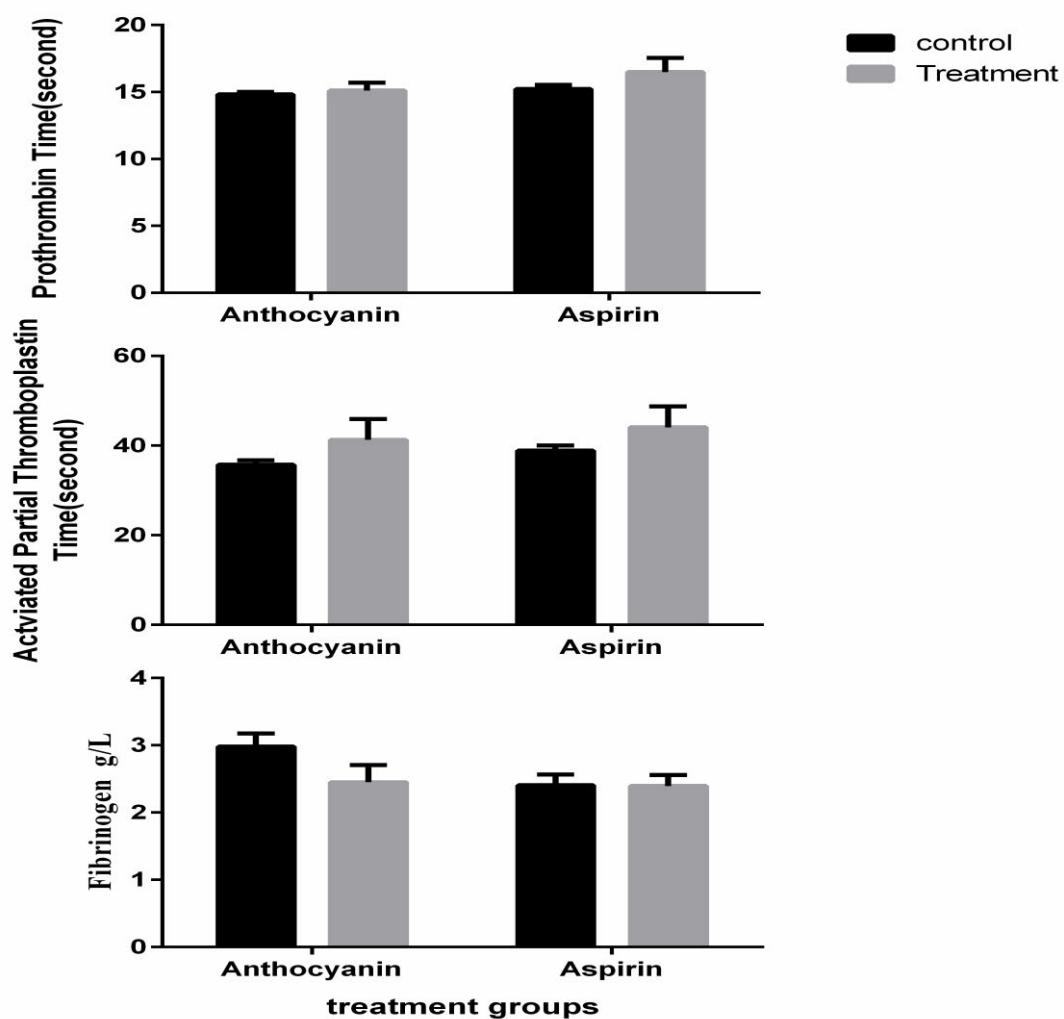 Prothrombin Time(second)
20
15
10
5
0
Anthocyanin Aspirin
control
Treatment
Actviated Partial Thromboplastin
Time(second)
60
40
20
0
Anthocyanin Aspirin
Fibrinogen g/L
4
3
2
1
0
Anthocyanin Aspirin
treatment groups